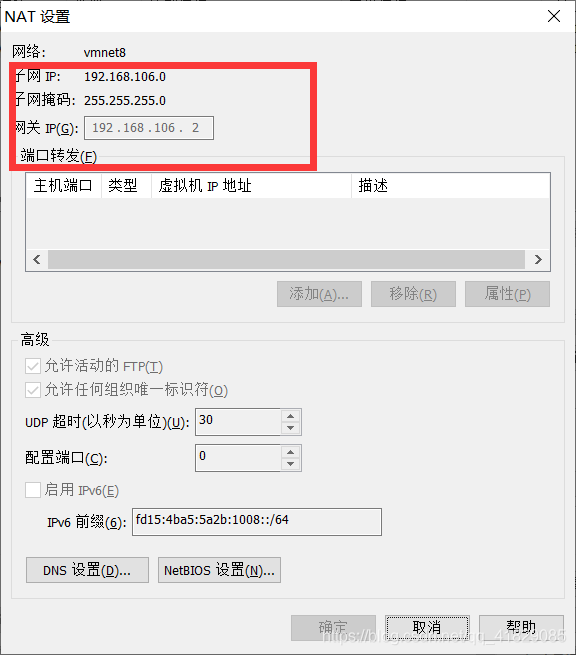 NAT 设置
网络: vmnet8
子网 IP: 192.168.106.0
子网掩码: 255.255.255.0
网关 IP(G): 192 . 168 . 106 . 2
端口转发(F)
主机端口 类型 虚拟机 IP 地址 描述
添加(A)... 移除(R) 属性(P)
高级
允许活动的 FTP(T)
允许任何组织唯一标识符(O)
UDP 超时(以秒为单位)(U): 30
配置端口(C): 0
启用 IPv6(E)
IPv6 前缀(6): fd15:4ba5:5a2b:1008::/64
DNS 设置(D)... NetBIOS 设置(N)...
确定 取消 帮助